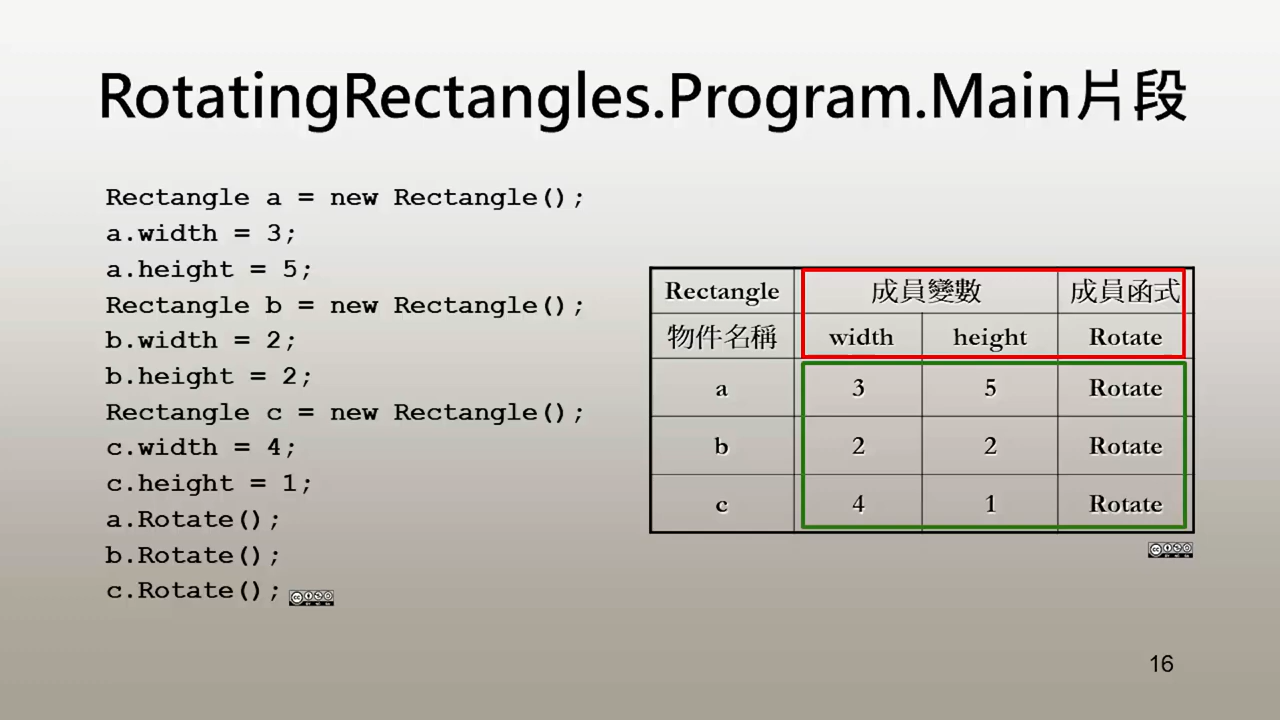 RotatingRectangles.Program.Main片段
Rectangle a = new Rectangle();
a.width = 3;
a.height = 5;
Rectangle b = new Rectangle();
b.width = 2;
b.height = 2;
Rectangle c = new Rectangle();
c.width = 4;
c.height = 1;
a.Rotate();
b.Rotate();
c.Rotate();
Rectangle 成員變數 成員函式
物件名稱 width height Rotate
a 3 5 Rotate
b 2 2 Rotate
c 4 1 Rotate
16